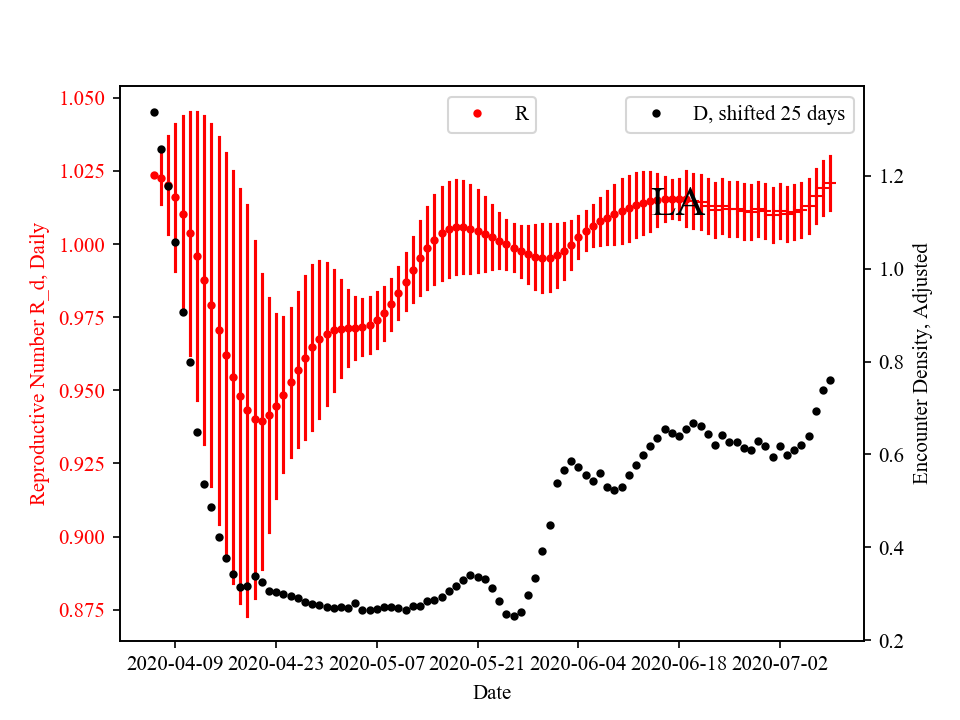 R
D, shifted 25 days
LA
Reproductive Number R_d, Daily
1.050
1.025
1.000
0.975
0.950
0.925
0.900
0.875
Encounter Density, Adjusted
1.2
1.0
0.8
0.6
0.4
0.2
2020-04-09 2020-04-23 2020-05-07 2020-05-21 2020-06-04 2020-06-18 2020-07-02
Date